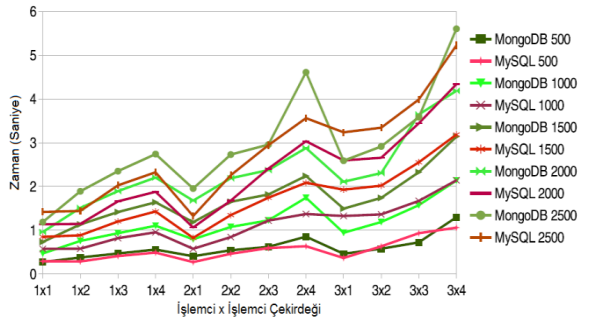 6
5
4
3
2
1
0
Zaman (Saniye)
1x1 1x2 1x3 1x4 2x1 2x2 2x3 2x4 3x1 3x2 3x3 3x4
İşlemci x İşlemci Çekirdeği
MongoDB 500
MySQL 500
MongoDB 1000
MySQL 1000
MongoDB 1500
MySQL 1500
MongoDB 2000
MySQL 2000
MongoDB 2500
MySQL 2500